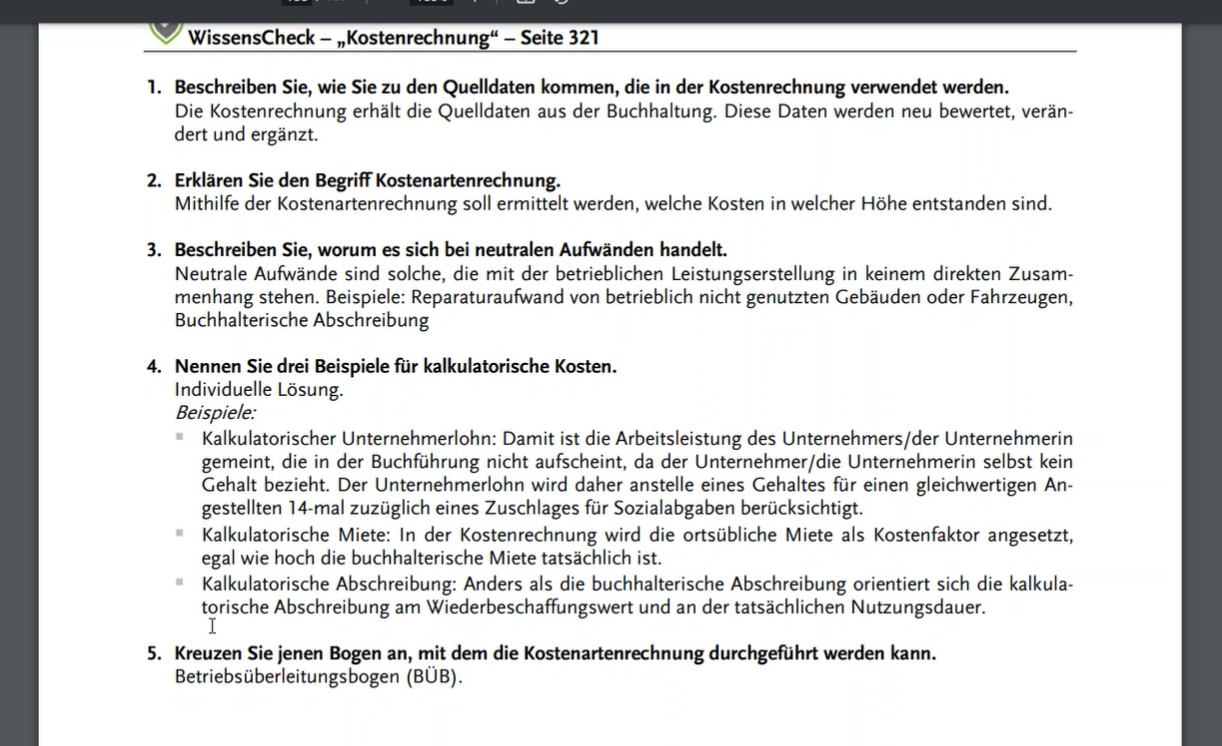 WissensCheck – „Kostenrechnung“ – Seite 321
1. Beschreiben Sie, wie Sie zu den Quelldaten kommen, die in der Kostenrechnung verwendet werden.
Die Kostenrechnung erhält die Quelldaten aus der Buchhaltung. Diese Daten werden neu bewertet, verän-
dert und ergänzt.
2. Erklären Sie den Begriff Kostenartenrechnung.
Mithilfe der Kostenartenrechnung soll ermittelt werden, welche Kosten in welcher Höhe entstanden sind.
3. Beschreiben Sie, worum es sich bei neutralen Aufwänden handelt.
Neutrale Aufwände sind solche, die mit der betrieblichen Leistungserstellung in keinem direkten Zusam-
menhang stehen. Beispiele: Reparaturaufwand von betrieblich nicht genutzten Gebäuden oder Fahrzeugen,
Buchhalterische Abschreibung
4. Nennen Sie drei Beispiele für kalkulatorische Kosten.
Individuelle Lösung.
Beispiele:
▪ Kalkulatorischer Unternehmerlohn: Damit ist die Arbeitsleistung des Unternehmers/der Unternehmerin
gemeint, die in der Buchführung nicht aufscheint, da der Unternehmer/die Unternehmerin selbst kein
Gehalt bezieht. Der Unternehmerlohn wird daher anstelle eines Gehaltes für einen gleichwertigen An-
gestellten 14-mal zuzüglich eines Zuschlages für Sozialabgaben berücksichtigt.
▪ Kalkulatorische Miete: In der Kostenrechnung wird die ortsübliche Miete als Kostenfaktor angesetzt,
egal wie hoch die buchhalterische Miete tatsächlich ist.
▪ Kalkulatorische Abschreibung: Anders als die buchhalterische Abschreibung orientiert sich die kalkula-
torische Abschreibung am Wiederbeschaffungswert und an der tatsächlichen Nutzungsdauer.
5. Kreuzen Sie jenen Bogen an, mit dem die Kostenartenrechnung durchgeführt werden kann.
Betriebsüberleitungsbogen (BÜB).